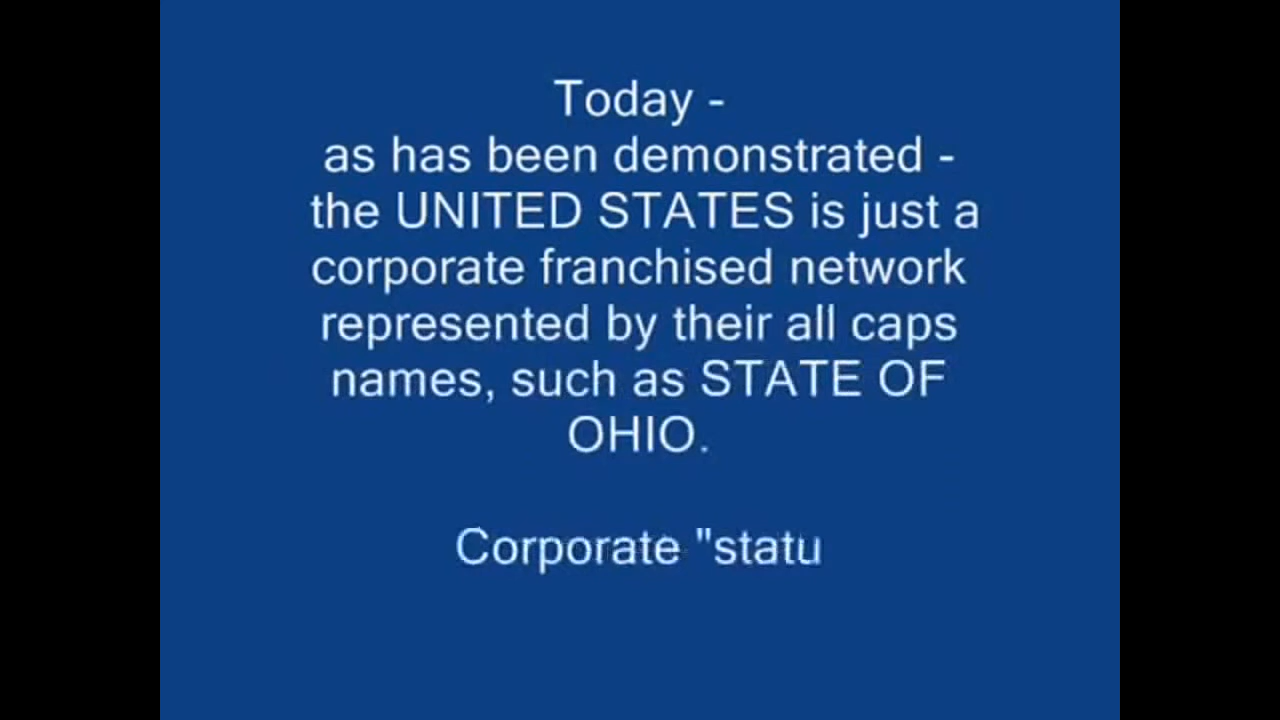 Today -
as has been demonstrated -
the UNITED STATES is just a
corporate franchised network
represented by their all caps
names, such as STATE OF
OHIO.
Corporate "statu